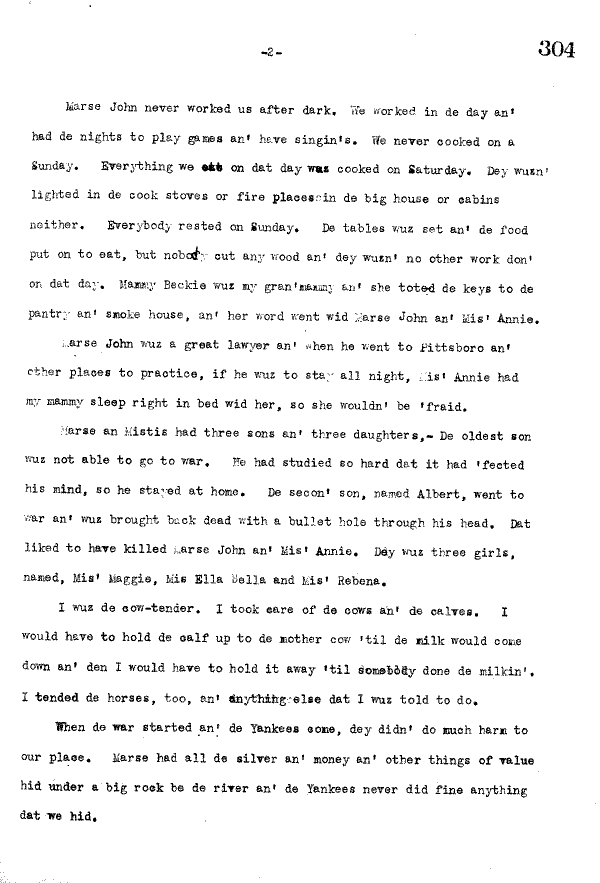 -2-
304
Marse John never worked us after dark. We worked in de day an'
had de nights to play games an' have singin's. We never cooked on a
Sunday. Everything we eat on dat day was cooked on Saturday. Dey wuzn'
lighted in de cook stoves or fire places in de big house or cabins
neither. Everybody rested on Sunday. De tables wuz set an' de food
put on to eat, but nobody cut any wood an' dey wuzn' no other work don'
on dat day. Mammy Beckie wuz my gran'mammy an' she toted de keys to de
pantry an' smoke house, an' her word went wid Marse John an' Mis' Annie.
Marse John wuz a great lawyer an' when he went to Pittsboro an'
other places to practice, if he wuz to stay all night, Mis' Annie had
my mammy sleep right in bed wid her, so she wouldn' be 'fraid.
Marse an Mistis had three sons an' three daughters,- De oldest son
wuz not able to go to war. He had studied so hard dat it had 'fected
his mind, so he stayed at home. De secon' son, named Albert, went to
war an' wuz brought back dead with a bullet hole through his head. Dat
liked to have killed Marse John an' Mis' Annie. Dey wuz three girls,
named, Mis' Maggie, Mis Ella Bella and Mis' Rebena.
I wuz de cow-tender. I took care of de cows an' de calves. I
would have to hold de calf up to de mother cow 'til de milk would come
down an' den I would have to hold it away 'til somebody done de milkin'.
I tended de horses, too, an' anything else dat I wuz told to do.
When de war started an' de Yankees come, dey didn' do much harm to
our place. Marse had all de silver an' money an' other things of value
hid under a big rock be de river an' de Yankees never did fine anything
dat we hid.